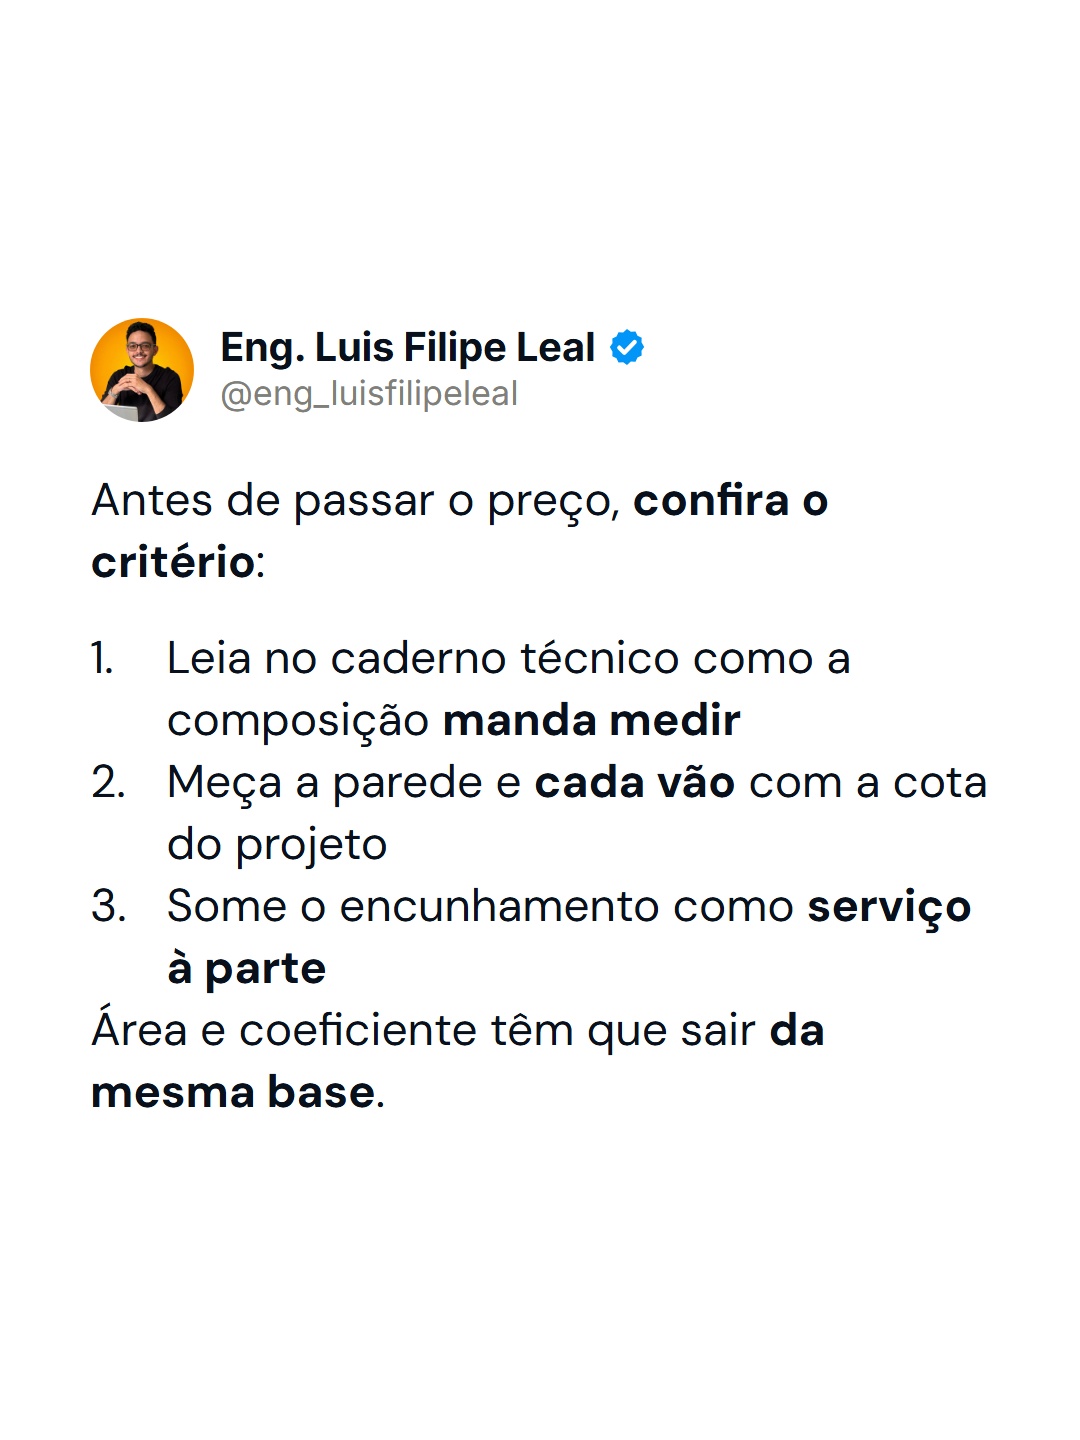 Eng. Luis Filipe Leal
@eng_luisfilipeleal
Antes de passar o preço, confira o
critério:
1. Leia no caderno técnico como a
composição manda medir
2. Meça a parede e cada vão com a cota
do projeto
3. Some o encunhamento como serviço
à parte
Área e coeficiente têm que sair da
mesma base.